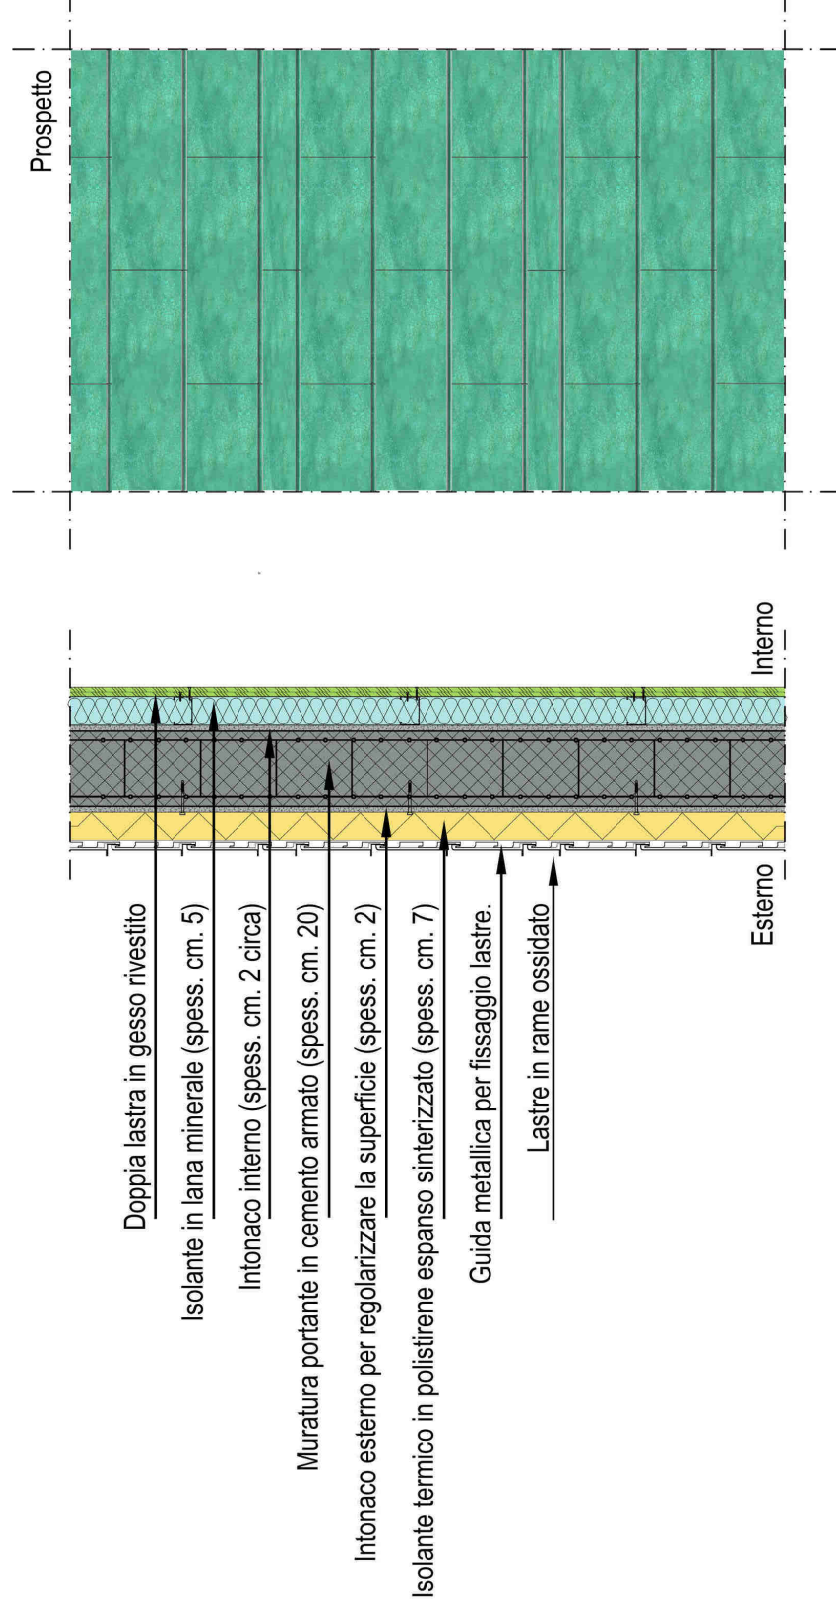 Prospetto
Interno
Esterno
Doppia lastra in gesso rivestito
Isolante in lana minerale (spess. cm. 5)
Intonaco interno (spess. cm. 2 circa)
Muratura portante in cemento armato (spess. cm. 20)
Intonaco esterno per regolarizzare la superficie (spess. cm. 2)
Isolante termico in polistirene espanso sinterizzato (spess. cm. 7)
Guida metallica per fissaggio lastre.
Lastre in rame ossidato